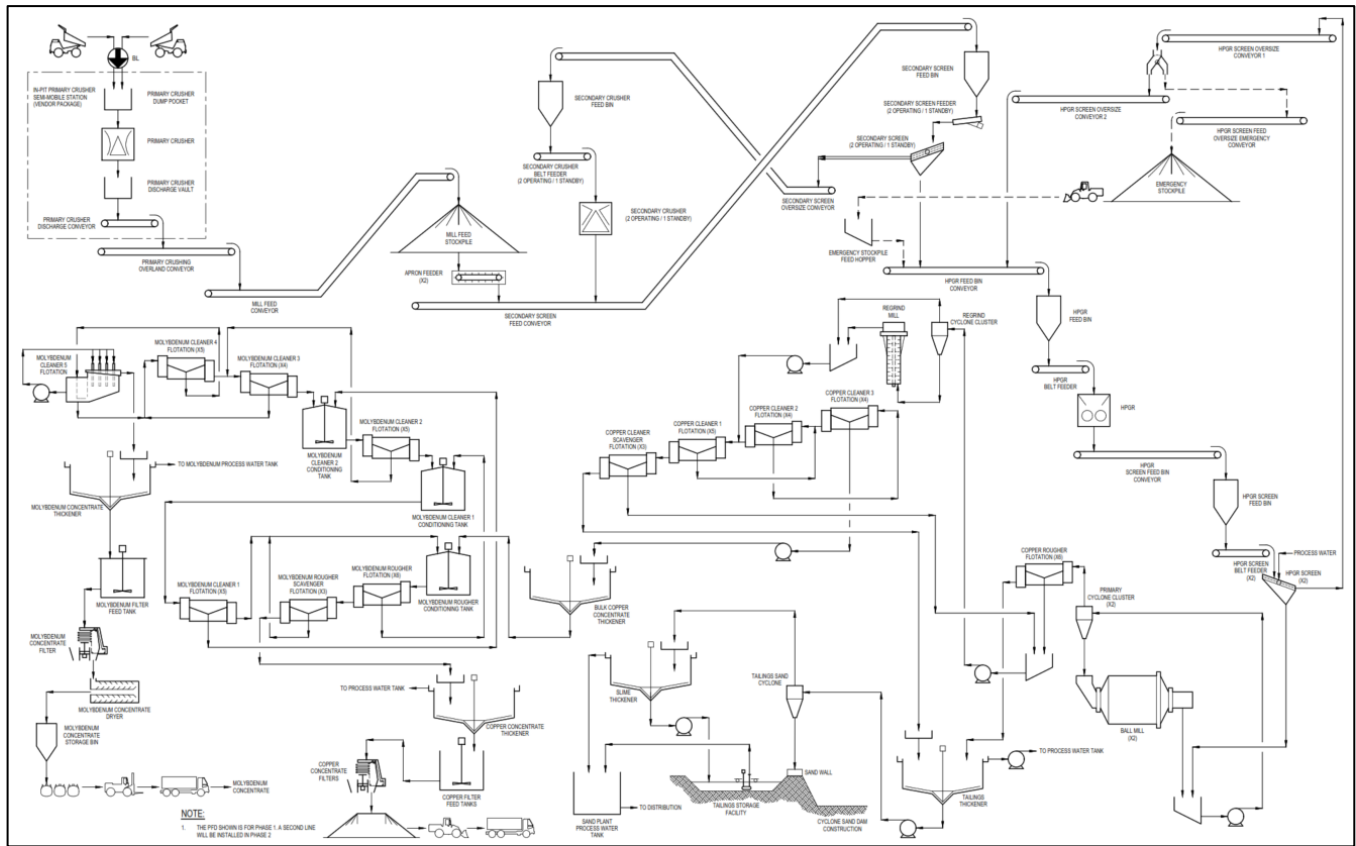 BL
IN-PIT PRIMARY CRUSHER
SEMI-MOBILE STATION
(VENDOR PACKAGE)
PRIMARY CRUSHER
DUMP POCKET
PRIMARY CRUSHER
PRIMARY CRUSHER
DISCHARGE VAULT
PRIMARY CRUSHER
DISCHARGE CONVEYOR
PRIMARY CRUSHING
OVERLAND CONVEYOR
MILL FEED
CONVEYOR
MILL FEED
STOCKPILE
APRON FEEDER
(X2)
SECONDARY SCREEN
FEED CONVEYOR
SECONDARY CRUSHER
FEED BIN
SECONDARY CRUSHER
BELT FEEDER
(2 OPERATING / 1 STANDBY)
SECONDARY CRUSHER
(2 OPERATING / 1 STANDBY)
SECONDARY SCREEN
FEED BIN
SECONDARY SCREEN FEEDER
(2 OPERATING / 1 STANDBY)
SECONDARY SCREEN
(2 OPERATING / 1 STANDBY)
SECONDARY SCREEN
OVERSIZE CONVEYOR
HPGR SCREEN OVERSIZE
CONVEYOR 1
HPGR SCREEN OVERSIZE
CONVEYOR 2
HPGR SCREEN FEED
OVERSIZE EMERGENCY
CONVEYOR
EMERGENCY
STOCKPILE
EMERGENCY STOCKPILE
FEED HOPPER
HPGR FEED BIN
CONVEYOR
HPGR
FEED BIN
HPGR
BELT FEEDER
HPGR
HPGR
SCREEN FEED BIN
CONVEYOR
HPGR SCREEN
FEED BIN
HPGR SCREEN
BELT FEEDER
(X2)
PROCESS WATER
HPGR SCREEN
(X2)
MOLYBDENUM
CLEANER 5
FLOTATION
MOLYBDENUM CLEANER 4
FLOTATION (X5)
MOLYBDENUM CLEANER 3
FLOTATION (X4)
MOLYBDENUM
CLEANER 2
CONDITIONING
TANK
MOLYBDENUM CLEANER 2
FLOTATION (X5)
MOLYBDENUM CLEANER 1
CONDITIONING TANK
TO MOLYBDENUM PROCESS WATER TANK
MOLYBDENUM CONCENTRATE
THICKENER
MOLYBDENUM FILTER
FEED TANK
MOLYBDENUM CLEANER 1
FLOTATION (X5)
MOLYBDENUM ROUGHER
SCAVENGER
FLOTATION (X3)
MOLYBDENUM ROUGHER
FLOTATION (X6)
MOLYBDENUM ROUGHER
CONDITIONING TANK
MOLYBDENUM
CONCENTRATE
FILTER
MOLYBDENUM CONCENTRATE
DRYER
MOLYBDENUM
CONCENTRATE
STORAGE BIN
MOLYBDENUM
CONCENTRATE
REGRIND
MILL
REGRIND
CYCLONE CLUSTER
COPPER CLEANER 3
FLOTATION (X4)
COPPER CLEANER 2
FLOTATION (X4)
COPPER CLEANER 1
FLOTATION (X5)
COPPER CLEANER
SCAVENGER
FLOTATION (X3)
BULK COPPER
CONCENTRATE
THICKENER
COPPER ROUGHER
FLOTATION (X6)
PRIMARY
CYCLONE CLUSTER
(X2)
BALL MILL
(X2)
TO PROCESS WATER TANK
COPPER CONCENTRATE
THICKENER
COPPER
CONCENTRATE
FILTERS
COPPER FILTER
FEED TANKS
SLIME
THICKENER
TAILINGS SAND
CYCLONE
SAND WALL
TO DISTRIBUTION
SAND PLANT
PROCESS WATER
TANK
TAILINGS STORAGE
FACILITY
CYCLONE SAND DAM
CONSTRUCTION
TO PROCESS WATER TANK
TAILINGS
THICKENER
NOTE:
1. THE PFD SHOWN IS FOR PHASE 1. A SECOND LINE
WILL BE INSTALLED IN PHASE 2